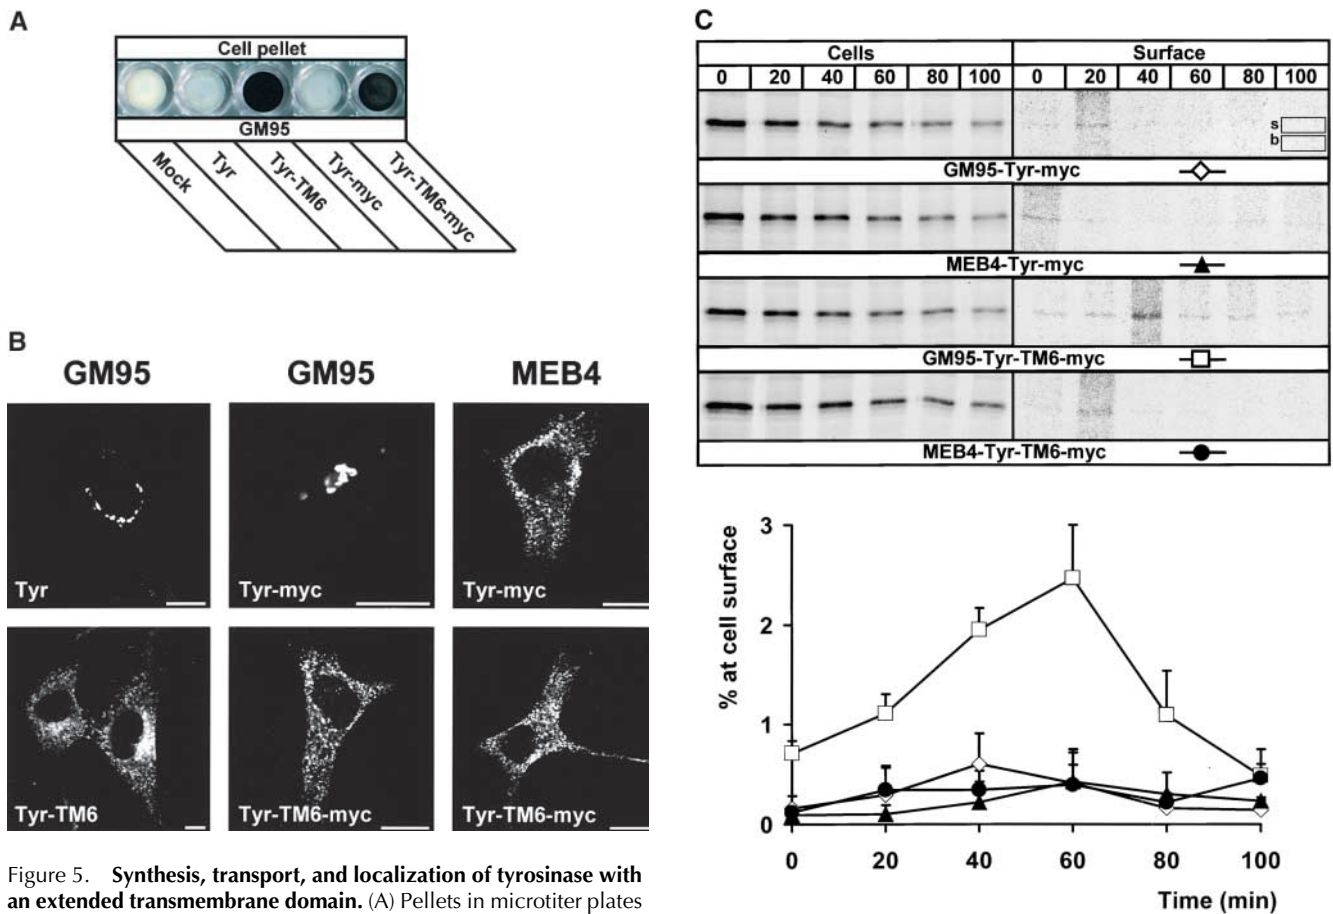 A
Cell pellet
GM95
Mock
Tyr
Tyr-TM6
Tyr-myc
Tyr-TM6-myc
B
GM95 GM95 MEB4
Tyr Tyr-myc Tyr-myc
Tyr-TM6 Tyr-TM6-myc Tyr-TM6-myc
Figure 5. Synthesis, transport, and localization of tyrosinase with
an extended transmembrane domain. (A) Pellets in microtiter plates
C
Cells Surface
0 20 40 60 80 100 0 20 40 60 80 100
s
b
GM95-Tyr-myc
MEB4-Tyr-myc
GM95-Tyr-TM6-myc
MEB4-Tyr-TM6-myc
% at cell surface
3
2
1
0
0 20 40 60 80 100
Time (min)